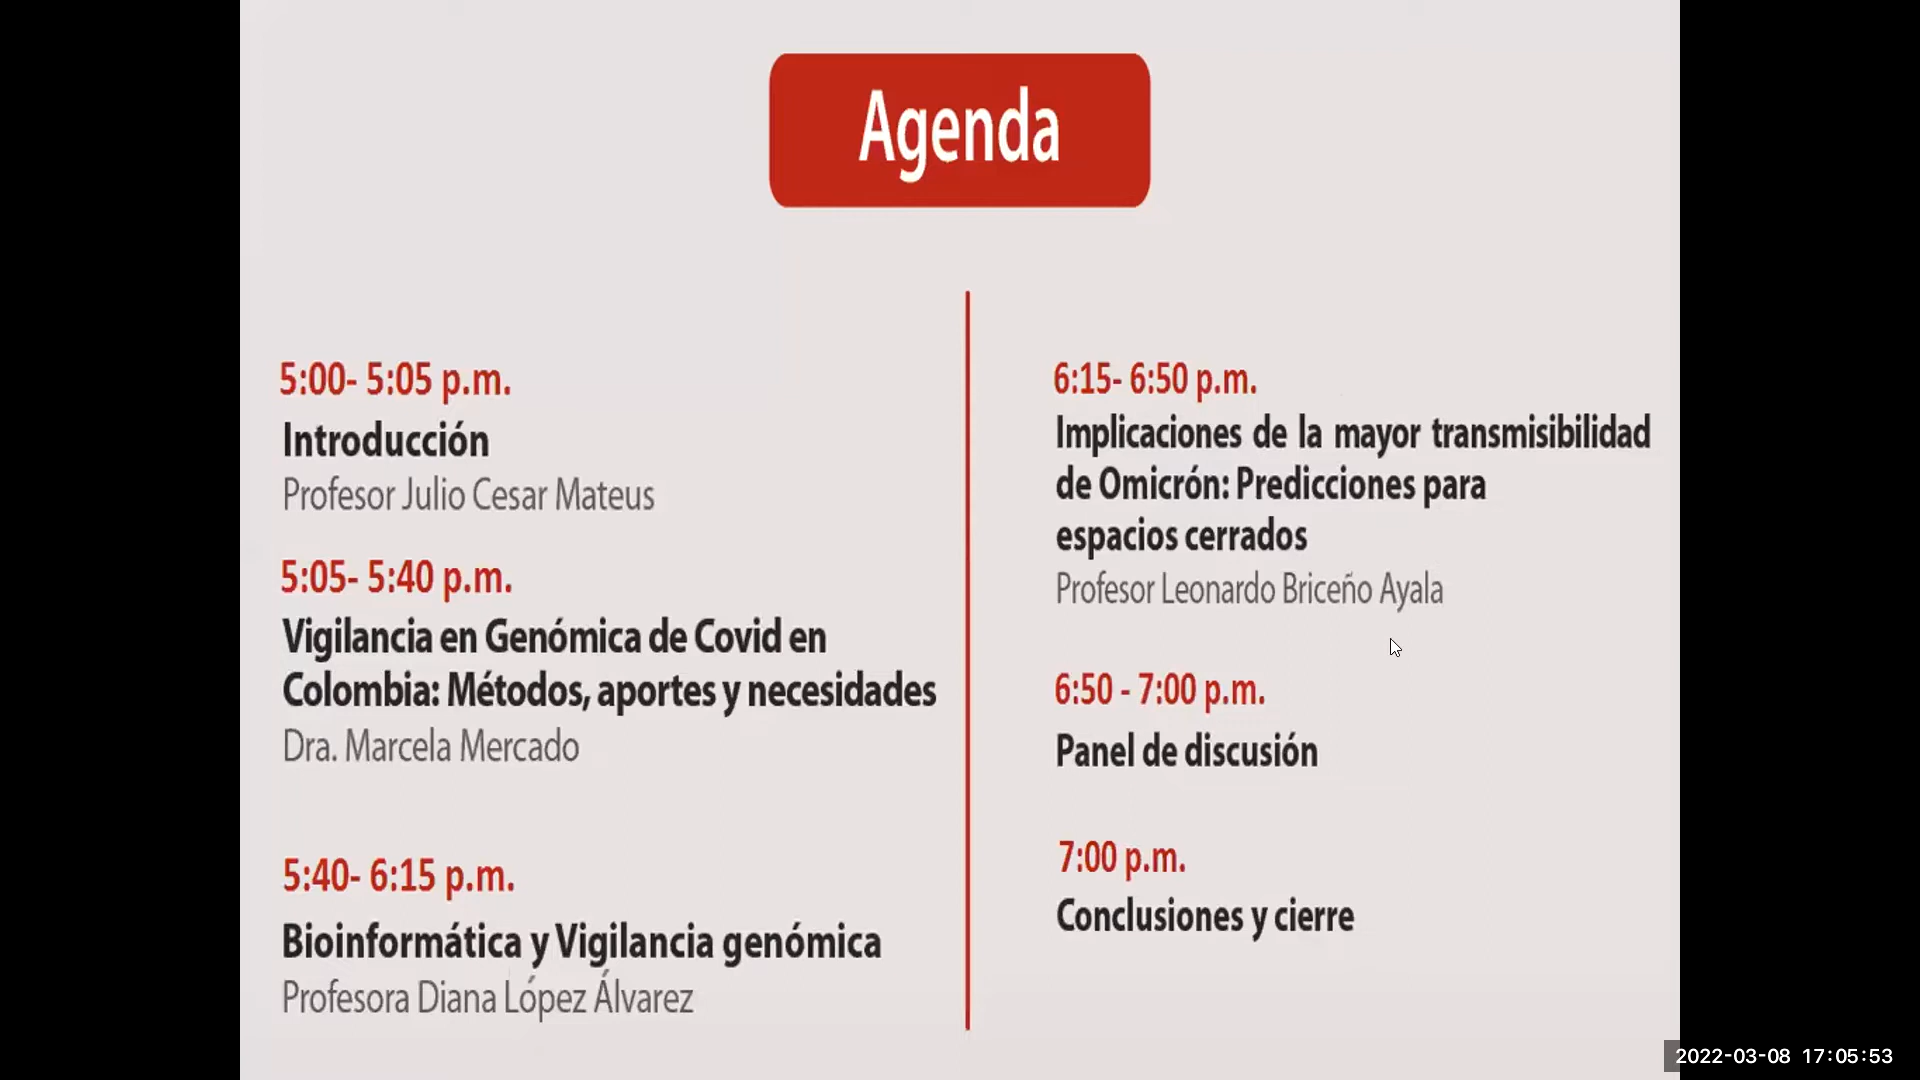 Agenda
5:00- 5:05 p.m.
Introducción
Profesor Julio Cesar Mateus
5:05- 5:40 p.m.
Vigilancia en Genómica de Covid en
Colombia: Métodos, aportes y necesidades
Dra. Marcela Mercado
5:40- 6:15 p.m.
Bioinformática y Vigilancia genómica
Profesora Diana López Álvarez
6:15- 6:50 p.m.
Implicaciones de la mayor transmisibilidad
de Omicrón: Predicciones para
espacios cerrados
Profesor Leonardo Briceño Ayala
6:50 - 7:00 p.m.
Panel de discusión
7:00 p.m.
Conclusiones y cierre
2022-03-08 17:05:53